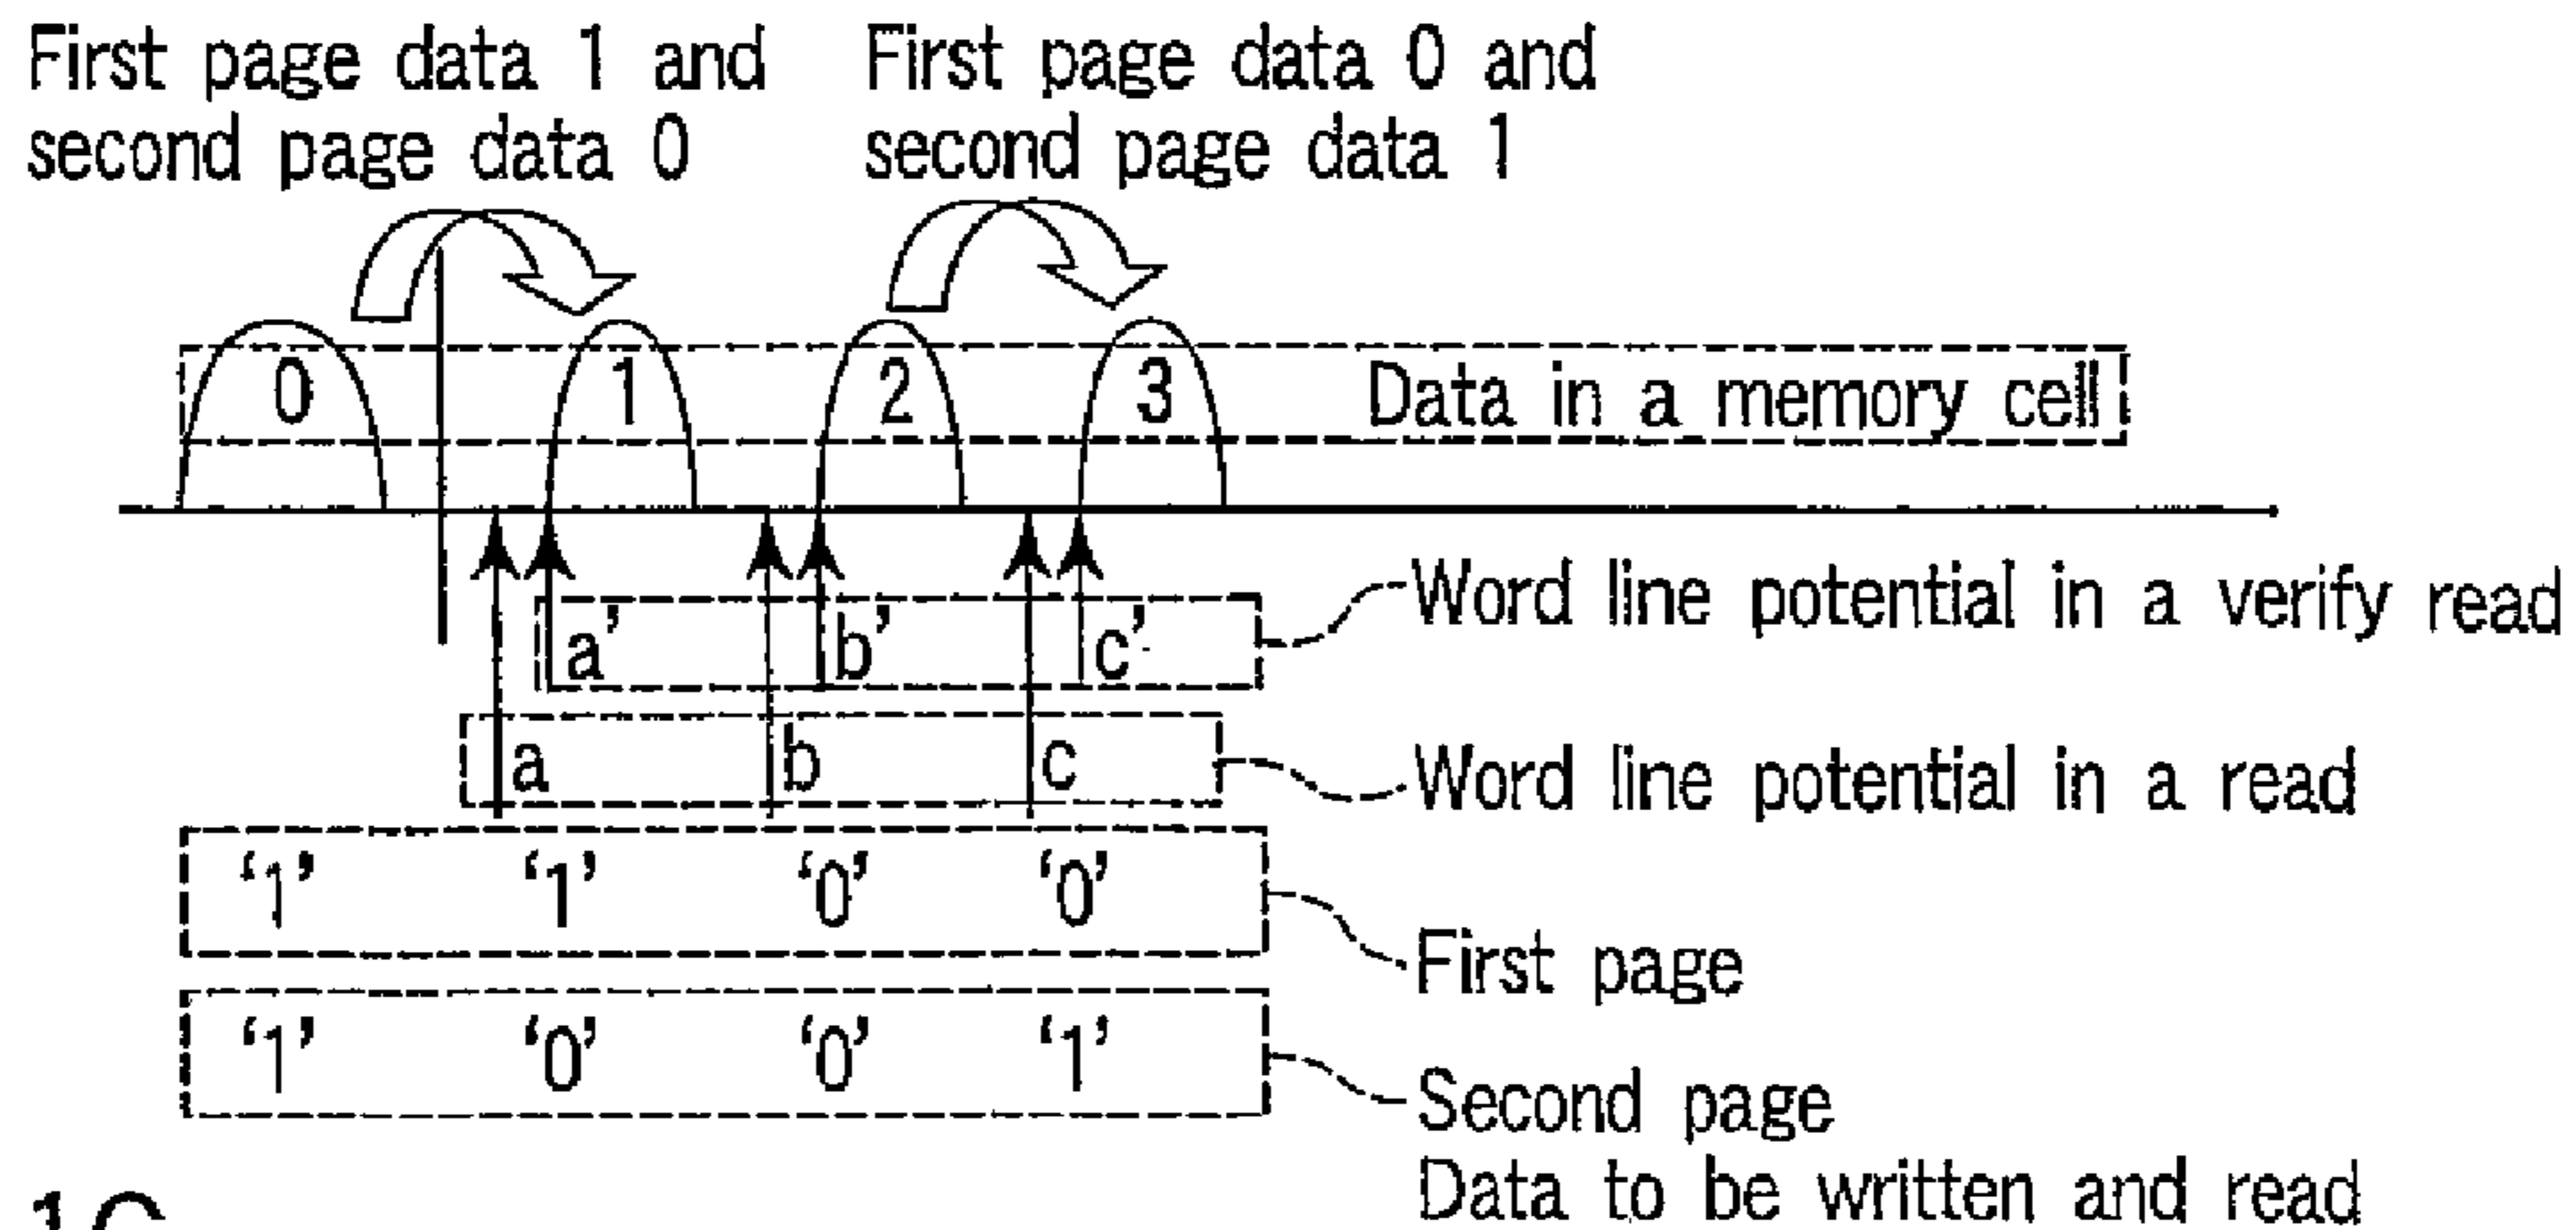 First page data 1 and
second page data 0
First page data 0 and
second page data 1
0 1 2 3 Data in a memory cell
a' b' c' Word line potential in a verify read
a b c Word line potential in a read
‘1’ ‘1’ ‘0’ ‘0’
First page
‘1’ ‘0’ ‘0’ ‘1’
Second page
Data to be written and read